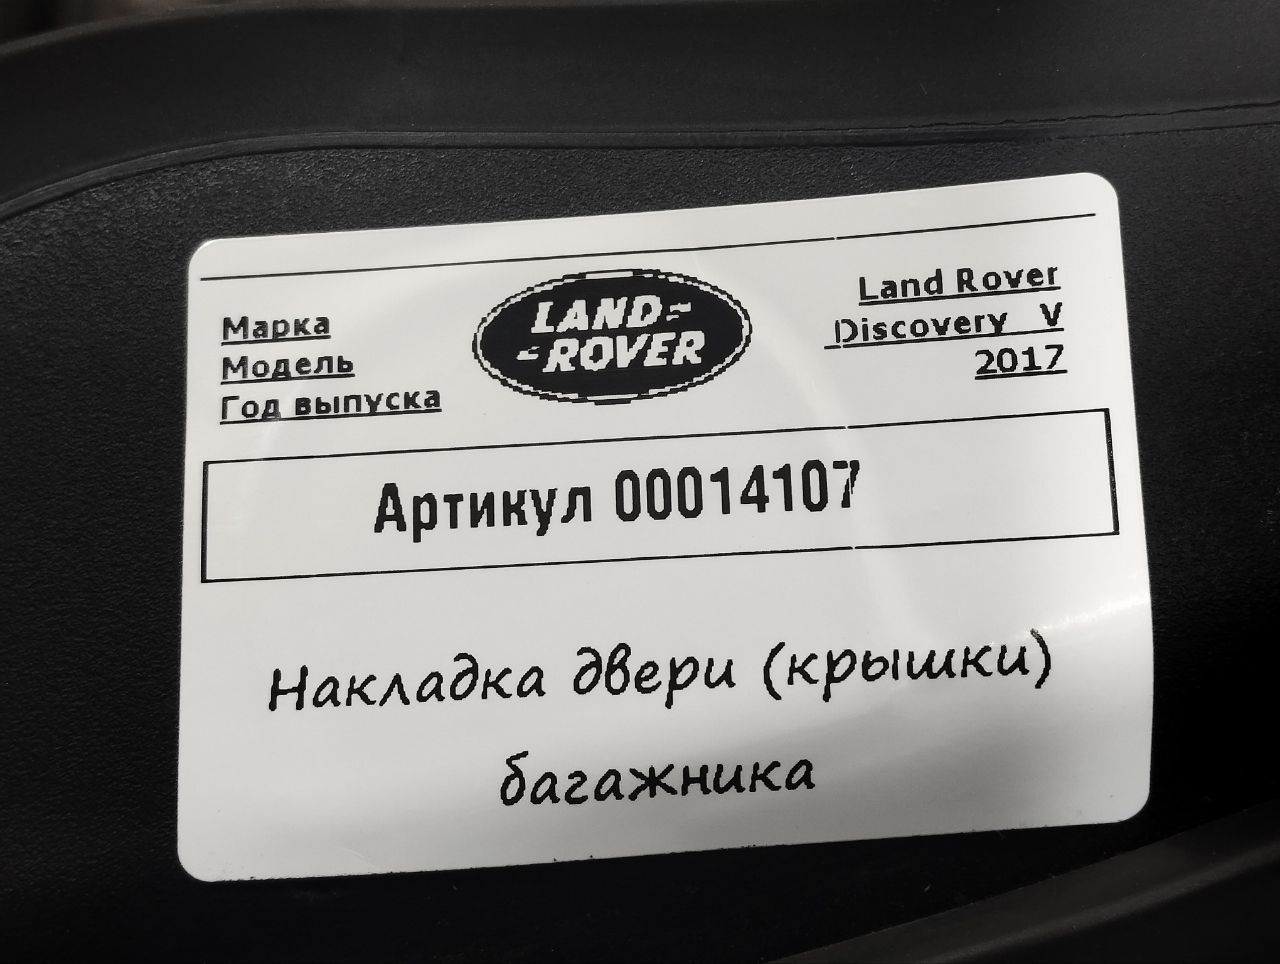 Марка
Модель
Год выпуска
LAND-
-ROVER
Land Rover
Discovery V
2017
Артикул 00014107
Накладка двери (крышки)
багажника